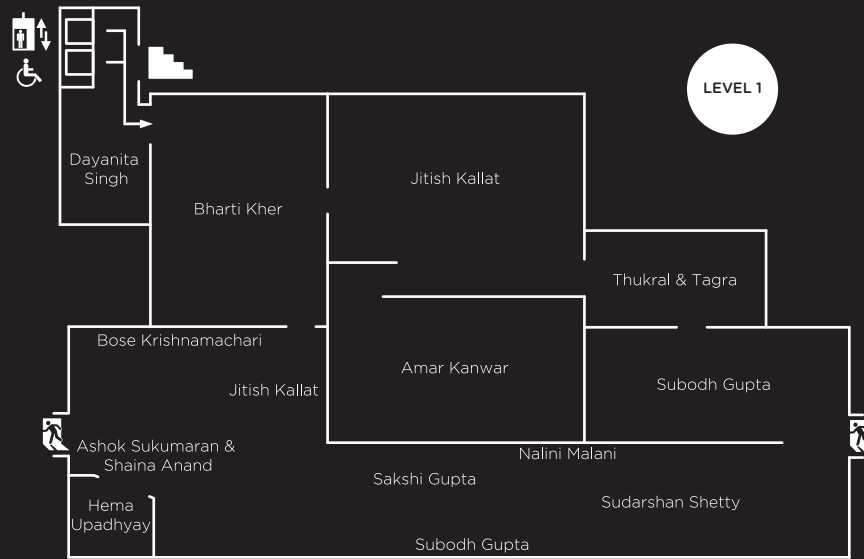 LEVEL 1
Dayanita
Singh
Bharti Kher
Jitish Kallat
Thukral & Tagra
Bose Krishnamachari
Jitish Kallat
Amar Kanwar
Subodh Gupta
Ashok Sukumaran &
Shaina Anand
Nalini Malani
Sakshi Gupta
Hema
Upadhyay
Sudarshan Shetty
Subodh Gupta